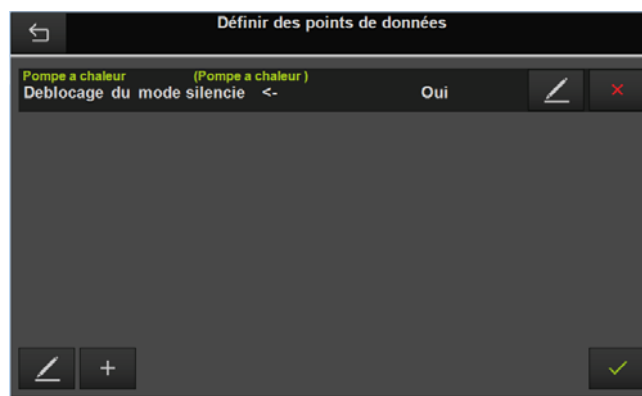 Définir des points de données
Pompe a chaleur (Pompe a chaleur )
Deblocage du mode silencie <- Oui